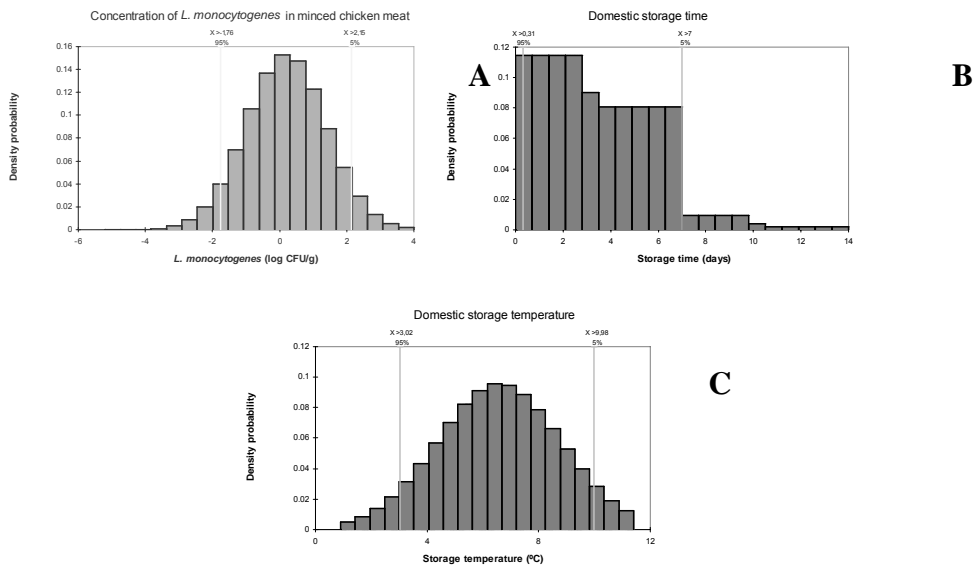 Concentration of L. monocytogenes in minced chicken meat
X >-1,76
95%
X >2,15
5%
Density probability
0.16
0.14
0.12
0.1
0.08
0.06
0.04
0.02
0
-6
-4
-2
0
2
4
L. monocytogenes (log CFU/g)
A
Domestic storage time
X >0,31
95%
X >7
5%
Density probability
0.12
0.1
0.08
0.06
0.04
0.02
0
0
2
4
6
8
10
12
14
Storage time (days)
B
Domestic storage temperature
X >3,02
95%
X >9,98
5%
Density probability
0.12
0.1
0.08
0.06
0.04
0.02
0
0
4
8
12
Storage temperature (ºC)
C